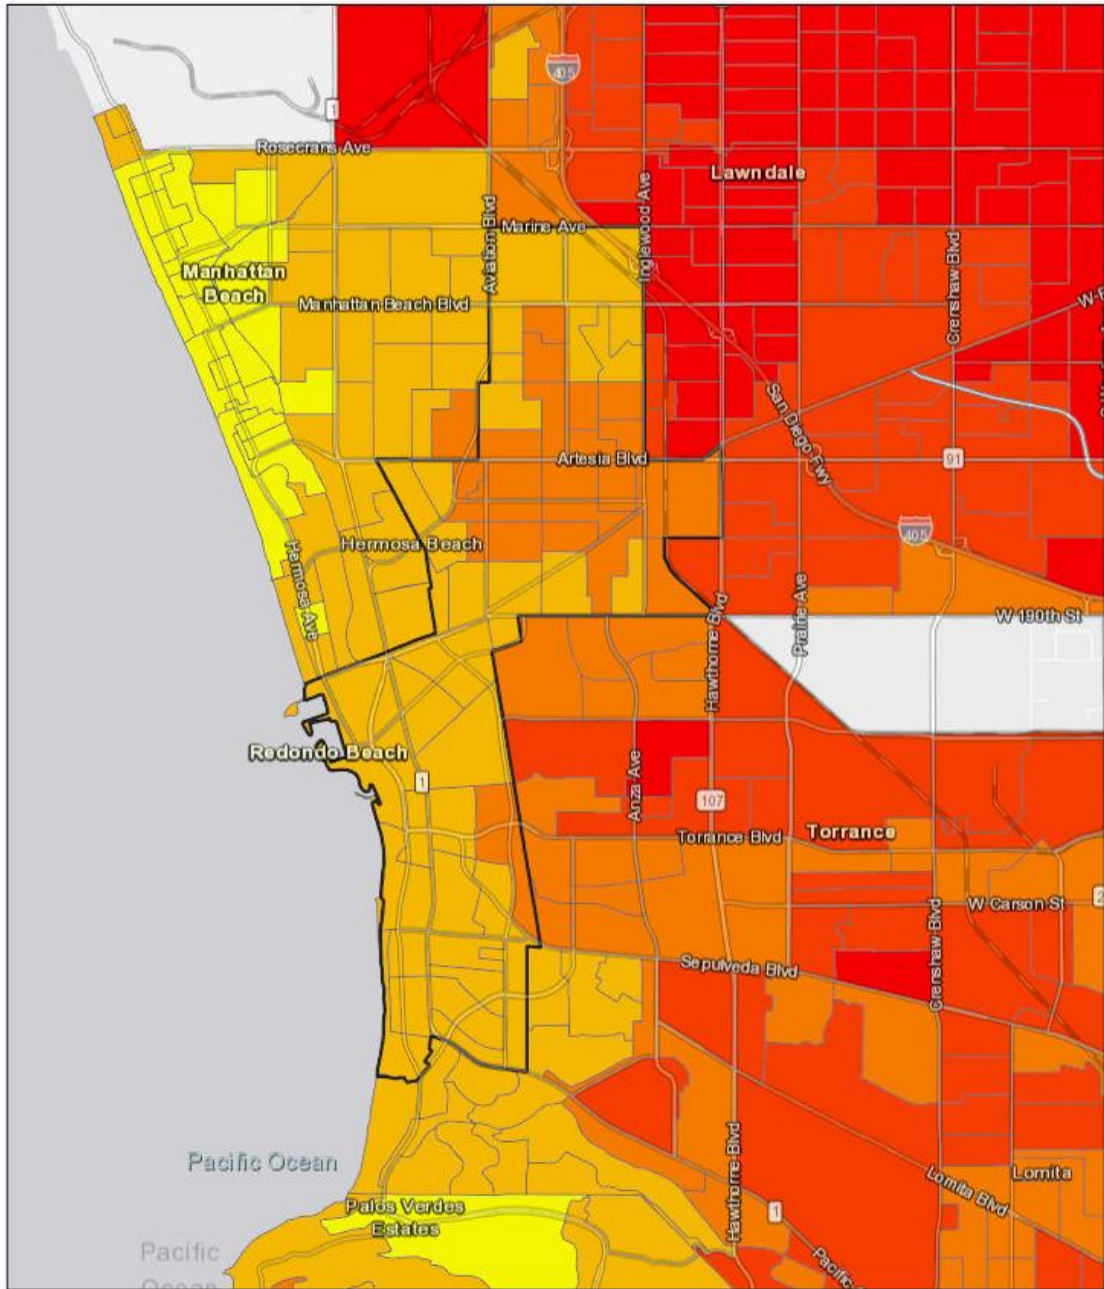 405
1
Rosecrans Ave
Lawndale
Marine Ave
Inglewood Ave
Aviation Blvd
Manhattan
Beach
Crenshaw Blvd
Manhattan Beach Blvd
San Diego Fwy
Artesia Blvd
91
405
Hermosa Beach
Hermosa Ave
Prairie Ave
W 190th St
Hawthorne Blvd
Redondo Beach
1
Anza Ave
107
Torrance Blvd
Torrance
W Carson St
Crenshaw Blvd
Sepulveda Blvd
Pacific Ocean
Hawthorne Blvd
Lomita
Lomita Blvd
Palos Verdes
Estates
1
Pacific
Pacific
Ocean